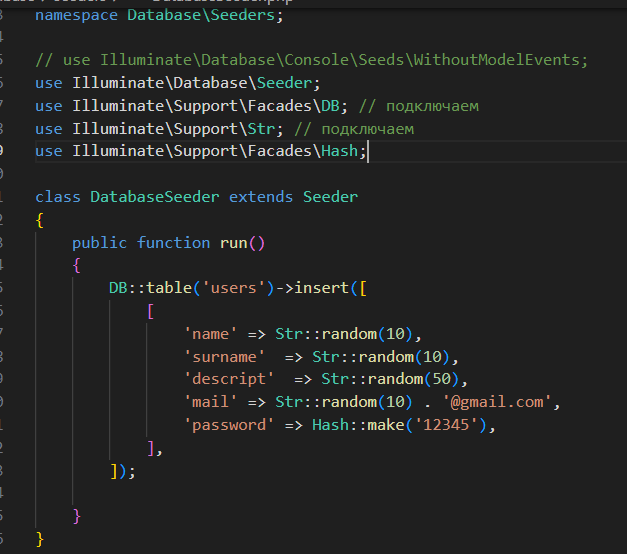 namespace Database\Seeders;
// use Illuminate\Database\Console\Seeds\WithoutModelEvents;
use Illuminate\Database\Seeder;
use Illuminate\Support\Facades\DB; // подключаем
use Illuminate\Support\Str; // подключаем
use Illuminate\Support\Facades\Hash;
class DatabaseSeeder extends Seeder
{
    public function run()
    {
        DB::table('users')->insert([
            [
                'name' => Str::random(10),
                'surname'  => Str::random(10),
                'descript'  => Str::random(50),
                'mail' => Str::random(10) . '@gmail.com',
                'password' => Hash::make('12345'),
            ],
        ]);
    }
}